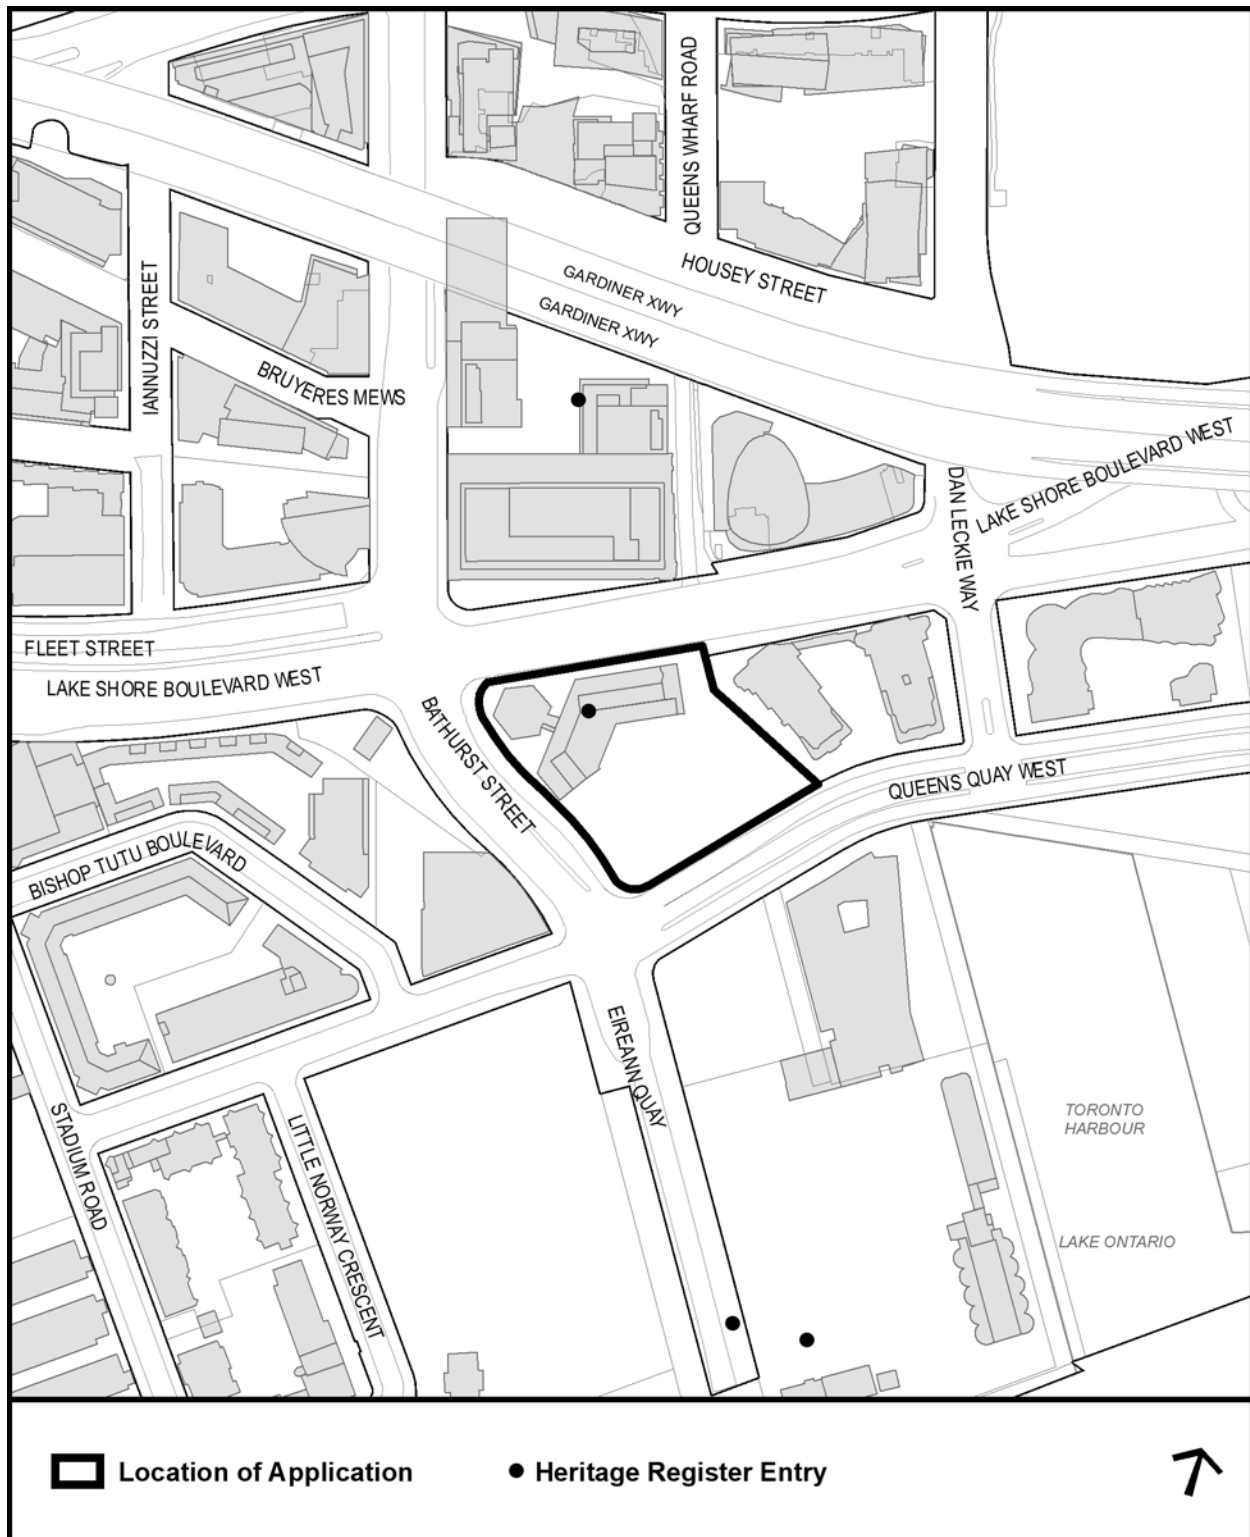 QUEENS WHARF ROAD
HOUSEY STREET
GARDINER XWY
GARDINER XWY
IANNUZZI STREET
BRUYERES MEWS
LAKE SHORE BOULEVARD WEST
DAN LECKIE WAY
FLEET STREET
LAKE SHORE BOULEVARD WEST
BATHURST STREET
QUEENS QUAY WEST
BISHOP TUTU BOULEVARD
EIREANN QUAY
STADIUM ROAD
LITTLE NORWAY CRESCENT
TORONTO
HARBOUR
LAKE ONTARIO
Location of Application
Heritage Register Entry